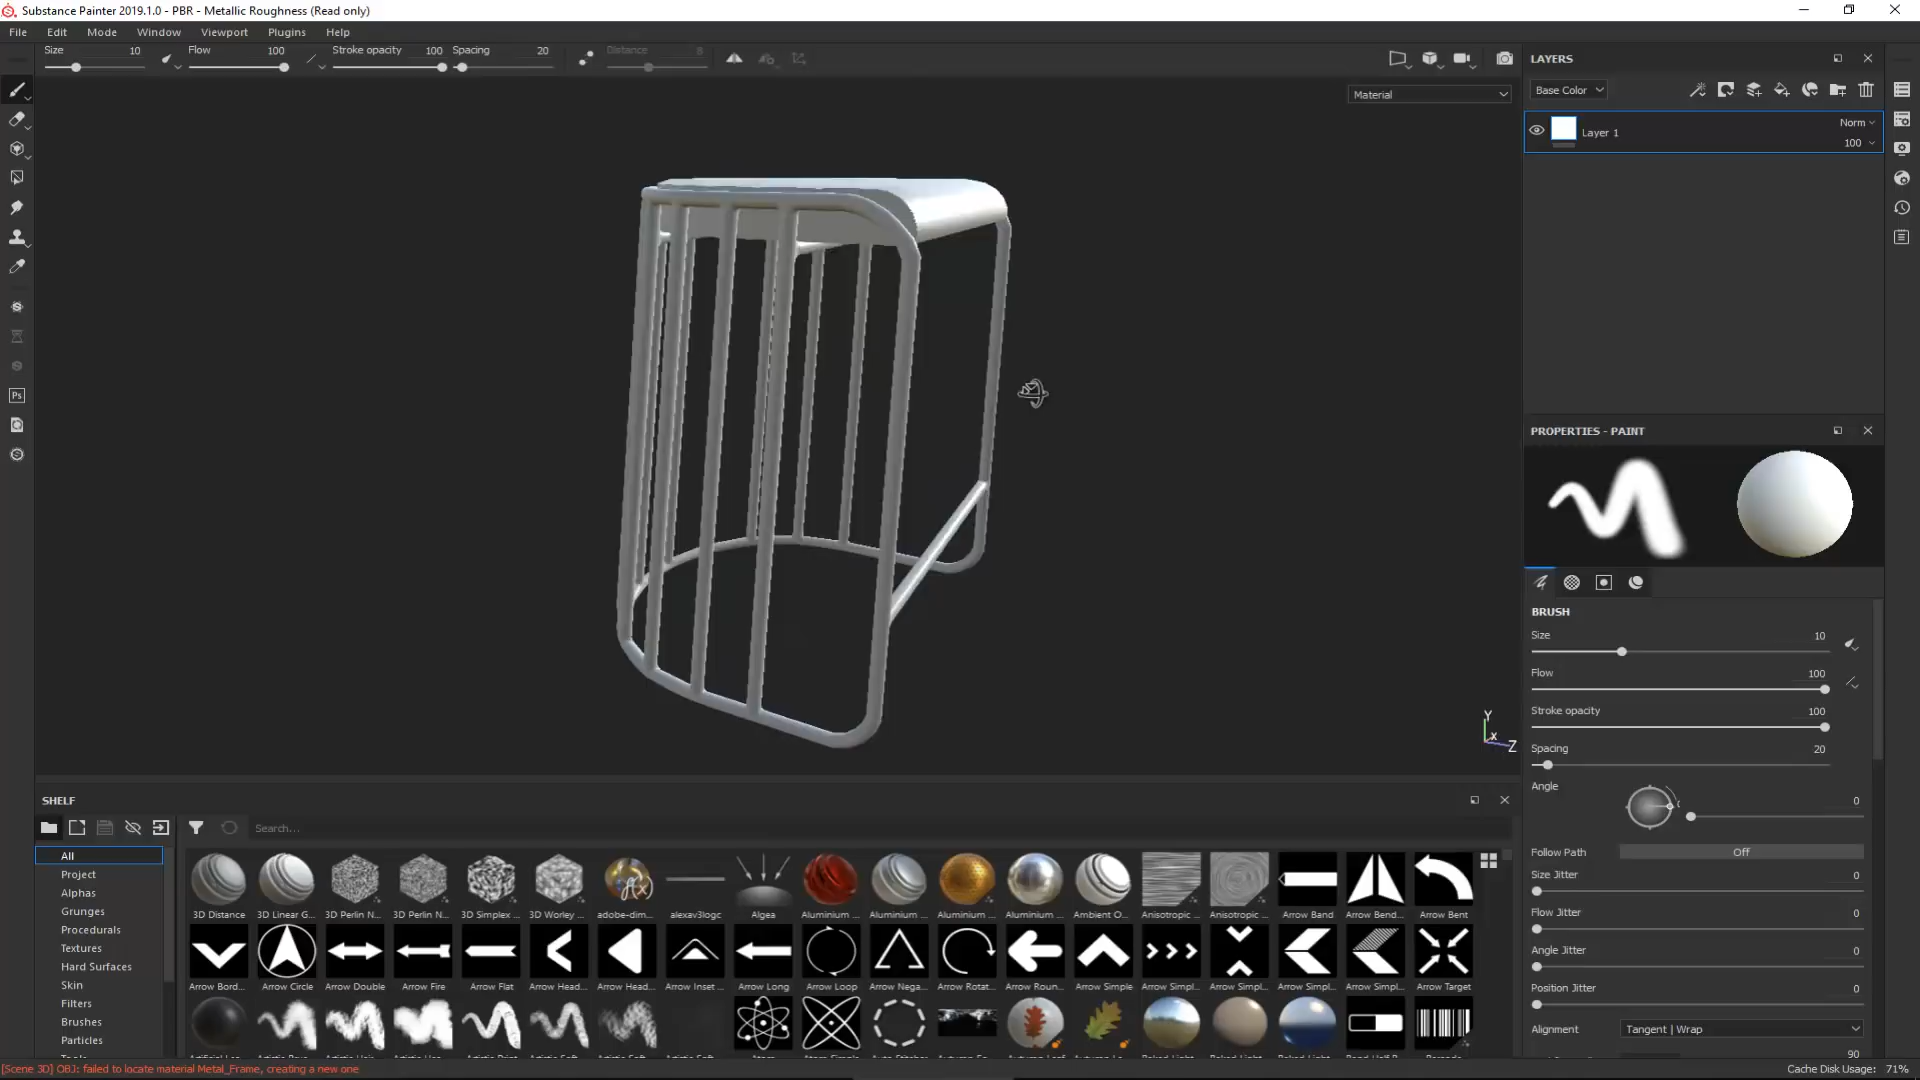 Substance Painter 2019.1.0 - PBR - Metallic Roughness (Read only)
File Edit Mode Window Viewport Plugins Help
Size 10 Flow 100 Stroke opacity 100 Spacing 20 Distance 8
Material
LAYERS
Base Color
Layer 1 Norm
100
PROPERTIES - PAINT
BRUSH
Size 10
Flow 100
Stroke opacity 100
Spacing 20
Angle 0
Follow Path Off
Size Jitter 0
Flow Jitter 0
Angle Jitter 0
Position Jitter 0
Alignment Tangent | Wrap
90
Y
X
Z
Ps
SHELF
Search...
All
Project
Alphas
Grunges
Procedurals
Textures
Hard Surfaces
Skin
Filters
Brushes
Particles
3D Distance 3D Linear G... 3D Perlin N... 3D Perlin N... 3D Simplex ... 3D Worley ... adobe-dim... alexav3logc Algea Aluminium ... Aluminium ... Aluminium ... Aluminium ... Ambient O... Anisotropic ... Anisotropic ... Arrow Band Arrow Bend... Arrow Bent
Arrow Bord... Arrow Circle Arrow Double Arrow Fire Arrow Flat Arrow Head... Arrow Head... Arrow Inset ... Arrow Long Arrow Loop Arrow Nega... Arrow Rotat... Arrow Roun... Arrow Simple Arrow Simpl... Arrow Simpl... Arrow Simpl... Arrow Simpl... Arrow Target
[Scene 3D] OBJ: failed to locate material Metal_Frame, creating a new one
Cache Disk Usage: 71%